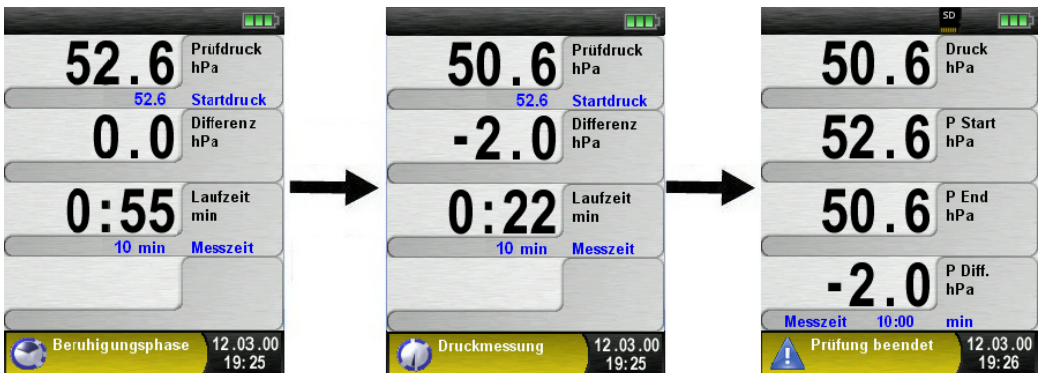 52.6 Prüfdruck
hPa
52.6 Startdruck
0.0 Differenz
hPa
0:55 Laufzeit
min
10 min Messzeit
Beruhigungsphase 12.03.00
19:25
50.6 Prüfdruck
hPa
52.6 Startdruck
-2.0 Differenz
hPa
0:22 Laufzeit
min
10 min Messzeit
Druckmessung 12.03.00
19:25
SD
50.6 Druck
hPa
52.6 P Start
hPa
50.6 P End
hPa
-2.0 P Diff.
hPa
Messzeit 10:00 min
Prüfung beendet 12.03.00
19:26